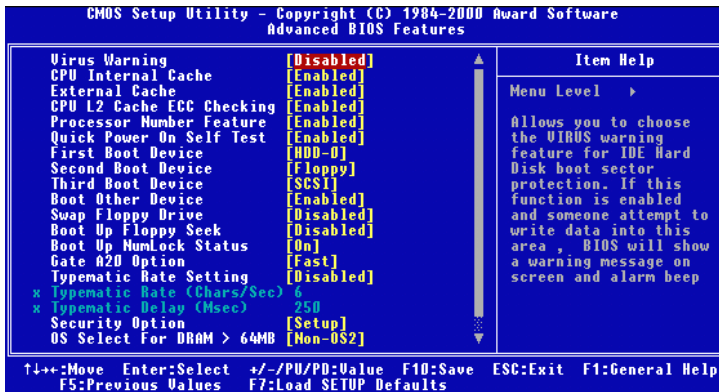 CMOS Setup Utility - Copyright (C) 1984-2000 Award Software
Advanced BIOS Features
Virus Warning [Disabled]
CPU Internal Cache [Enabled]
External Cache [Enabled]
CPU L2 Cache ECC Checking [Enabled]
Processor Number Feature [Enabled]
Quick Power On Self Test [Enabled]
First Boot Device [HDD-0]
Second Boot Device [Floppy]
Third Boot Device [SCSI]
Boot Other Device [Enabled]
Swap Floppy Drive [Disabled]
Boot Up Floppy Seek [Disabled]
Boot Up NumLock Status [On]
Gate A20 Option [Fast]
Typematic Rate Setting [Disabled]
x Typematic Rate (Chars/Sec) 6
x Typematic Delay (Msec) 250
Security Option [Setup]
OS Select For DRAM > 64MB [Non-OS2]
Item Help
Menu Level ▸
Allows you to choose
the VIRUS warning
feature for IDE Hard
Disk boot sector
protection. If this
function is enabled
and someone attempt to
write data into this
area , BIOS will show
a warning message on
screen and alarm beep
↑↓→←:Move Enter:Select +/-/PU/PD:Value F10:Save ESC:Exit F1:General Help
F5:Previous Values F7:Load SETUP Defaults